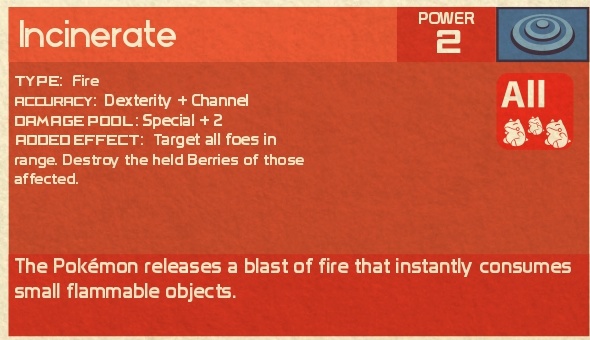 Incinerate
POWER
2
TYPE: Fire
ACCURACY: Dexterity + Channel
DAMAGE POOL: Special + 2
ADDED EFFECT: Target all foes in
range. Destroy the held Berries of those
affected.
All
The Pokémon releases a blast of fire that instantly consumes
small flammable objects.